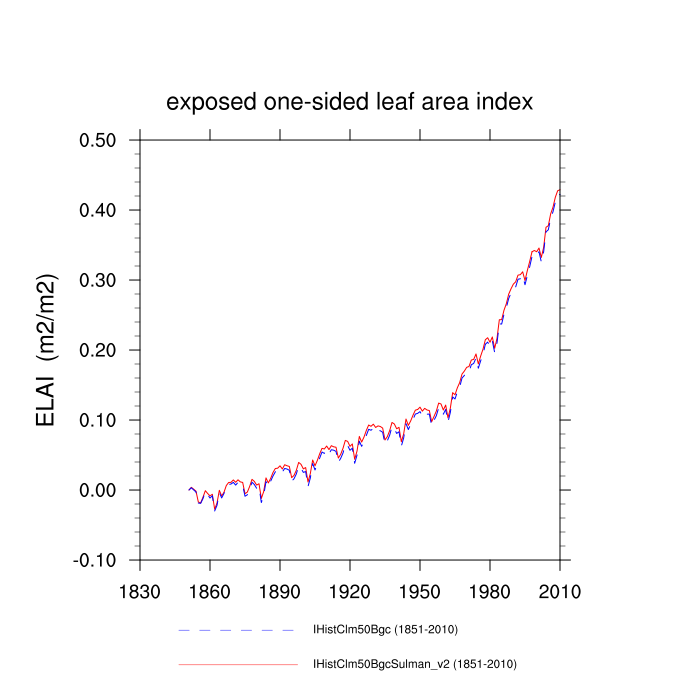 exposed one-sided leaf area index
0.50
0.40
0.30
0.20
0.10
0.00
-0.10
ELAI (m2/m2)
1830 1860 1890 1920 1950 1980 2010
IHistClm50Bgc (1851-2010)
IHistClm50BgcSulman_v2 (1851-2010)